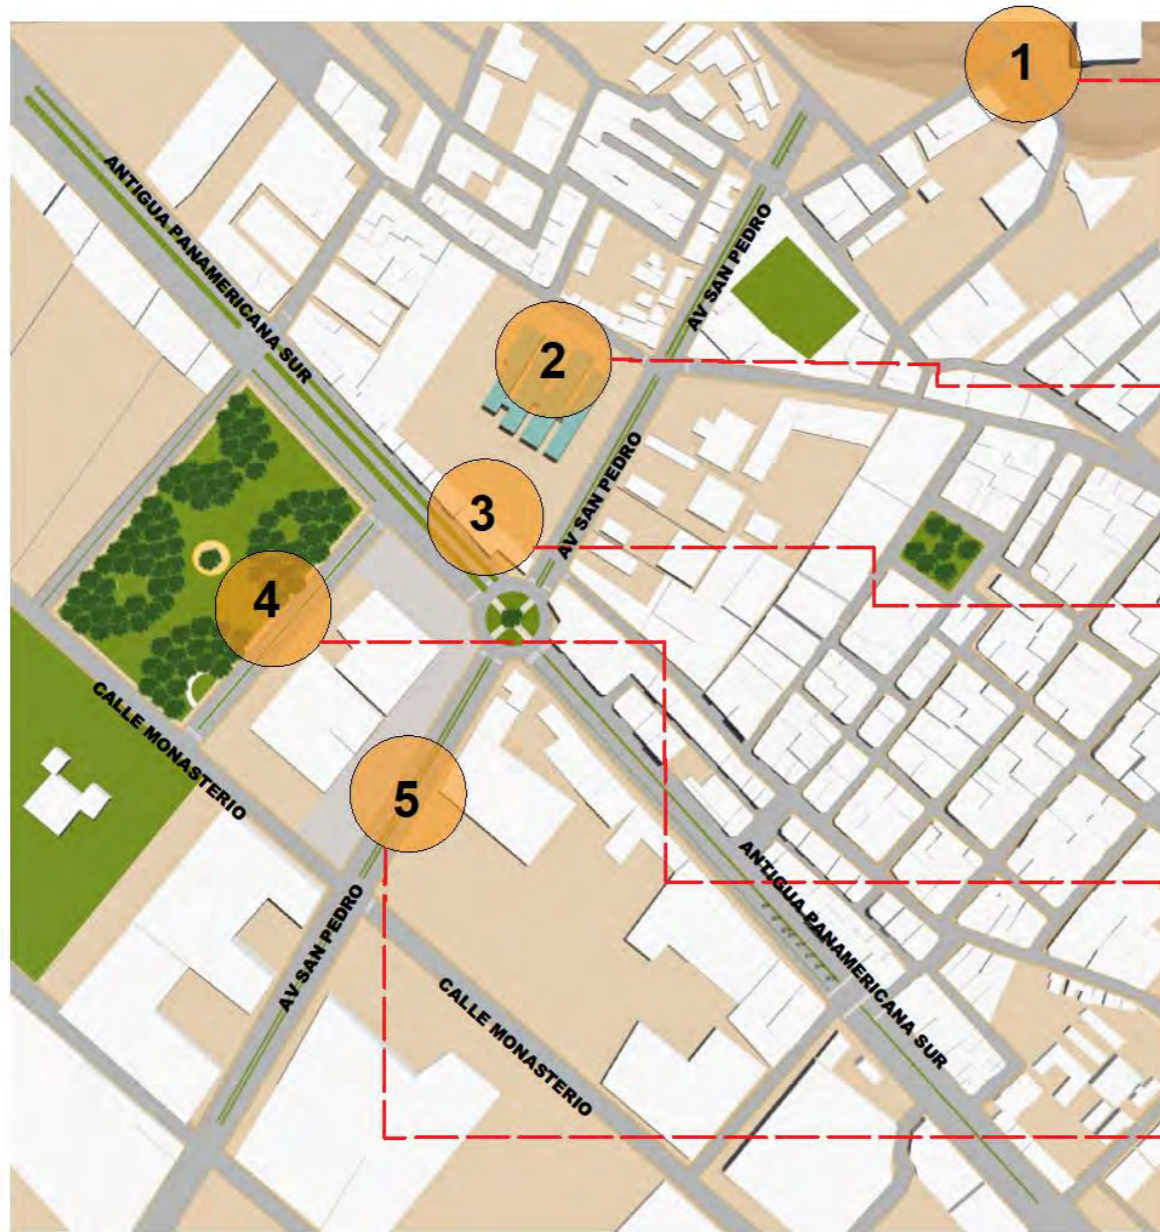 1
ANTIGUA PANAMERICANA SUR
AV SAN PEDRO
2
AV SAN PEDRO
3
4
CALLE MONASTERIO
5
ANTIGUA PANAMERICANA SUR
AV SAN PEDRO
CALLE MONASTERIO